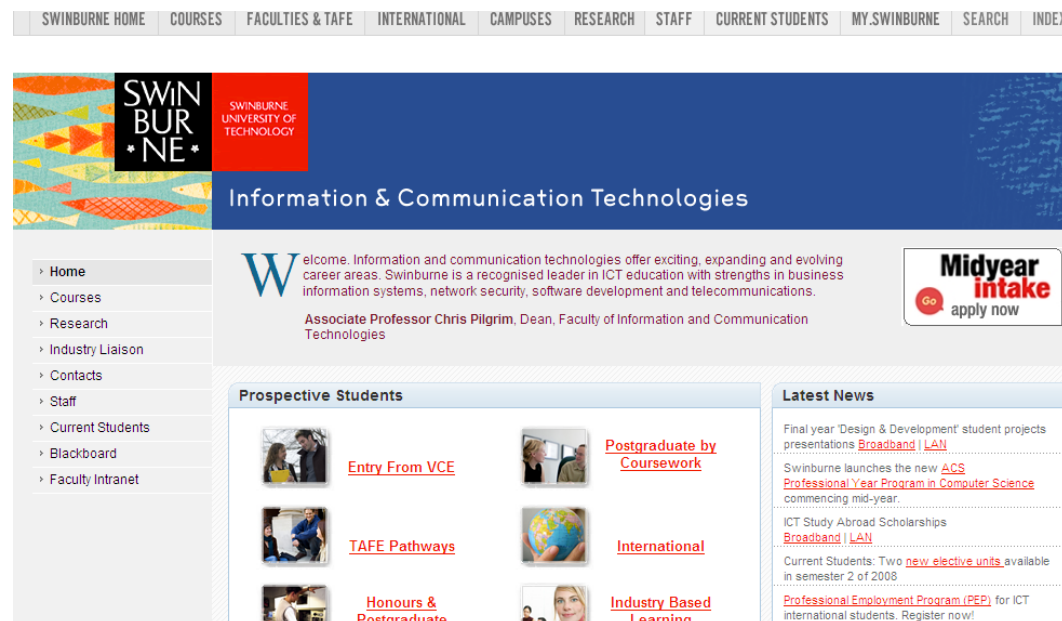 SWINBURNE HOME COURSES FACULTIES & TAFE INTERNATIONAL CAMPUSES RESEARCH STAFF CURRENT STUDENTS MY.SWINBURNE SEARCH INDEX
SWiN
BUR
*NE*
SWINBURNE
UNIVERSITY OF
TECHNOLOGY
Information & Communication Technologies
Home
Courses
Research
Industry Liaison
Contacts
Staff
Current Students
Blackboard
Faculty Intranet
Welcome. Information and communication technologies offer exciting, expanding and evolving
career areas. Swinburne is a recognised leader in ICT education with strengths in business
information systems, network security, software development and telecommunications.
Associate Professor Chris Pilgrim, Dean, Faculty of Information and Communication
Technologies
Midyear
intake
Go
apply now
Prospective Students
Entry From VCE
Postgraduate by
Coursework
TAFE Pathways
International
Honours &
Postgraduate
Industry Based
Learning
Latest News
Final year 'Design & Development' student projects
presentations Broadband | LAN
Swinburne launches the new ACS
Professional Year Program in Computer Science
commencing mid-year.
ICT Study Abroad Scholarships
Broadband | LAN
Current Students: Two new elective units available
in semester 2 of 2008
Professional Employment Program (PEP) for ICT
international students. Register now!